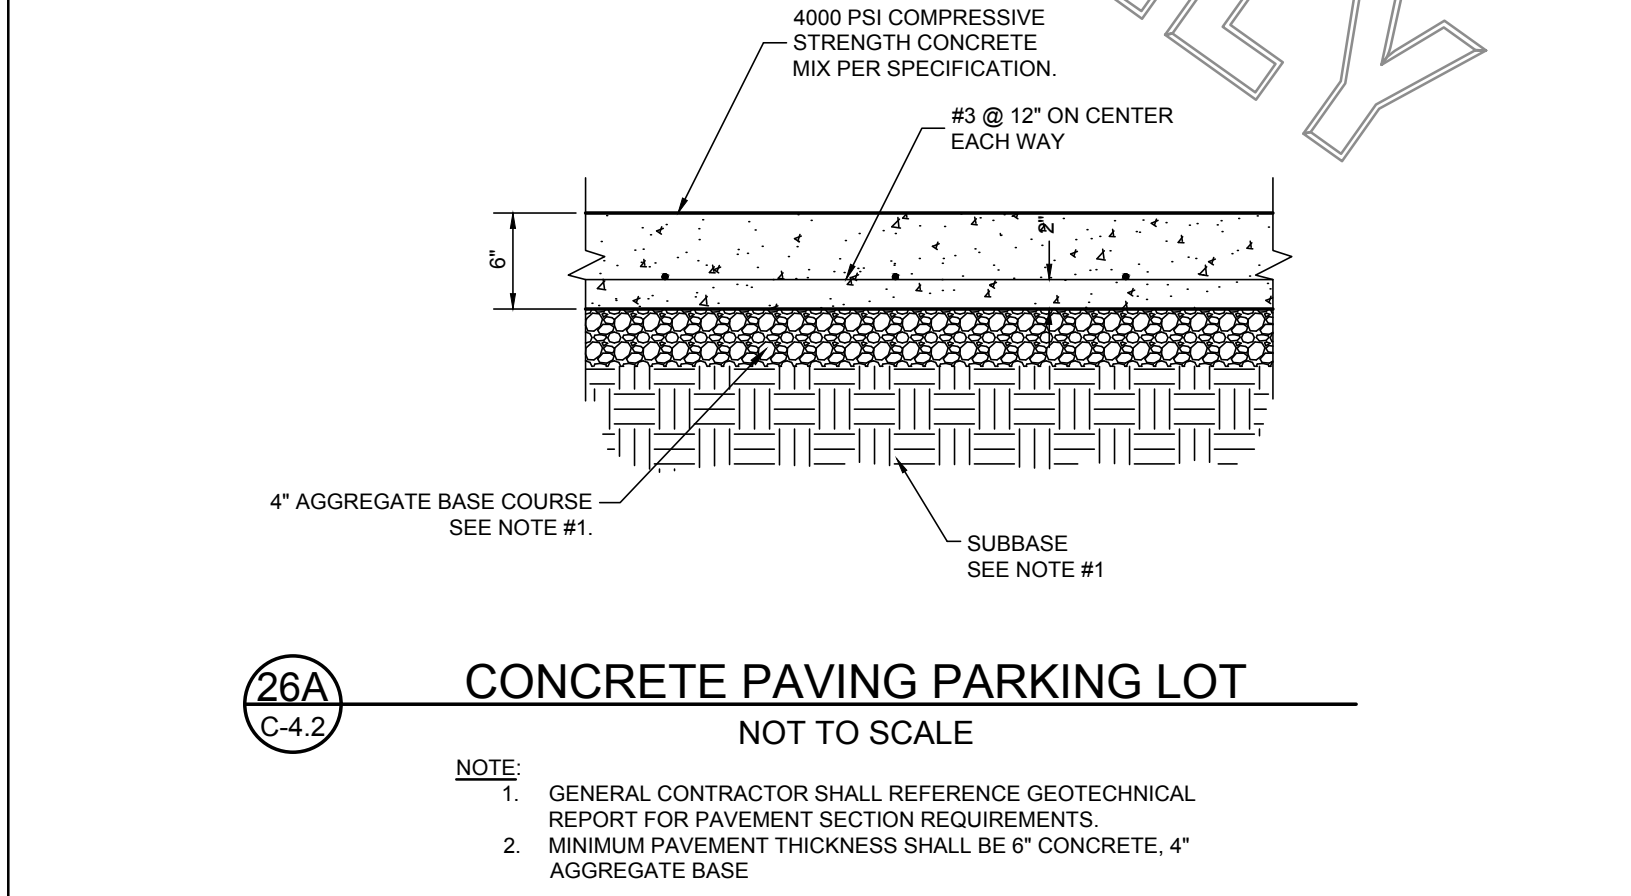 4000 PSI COMPRESSIVE
STRENGTH CONCRETE
MIX PER SPECIFICATION.
#3 @ 12" ON CENTER
EACH WAY
6"
2"
4" AGGREGATE BASE COURSE
SEE NOTE #1.
SUBBASE
SEE NOTE #1
26A
C-4.2
CONCRETE PAVING PARKING LOT
NOT TO SCALE
NOTE:
1. GENERAL CONTRACTOR SHALL REFERENCE GEOTECHNICAL
REPORT FOR PAVEMENT SECTION REQUIREMENTS.
2. MINIMUM PAVEMENT THICKNESS SHALL BE 6" CONCRETE, 4"
AGGREGATE BASE